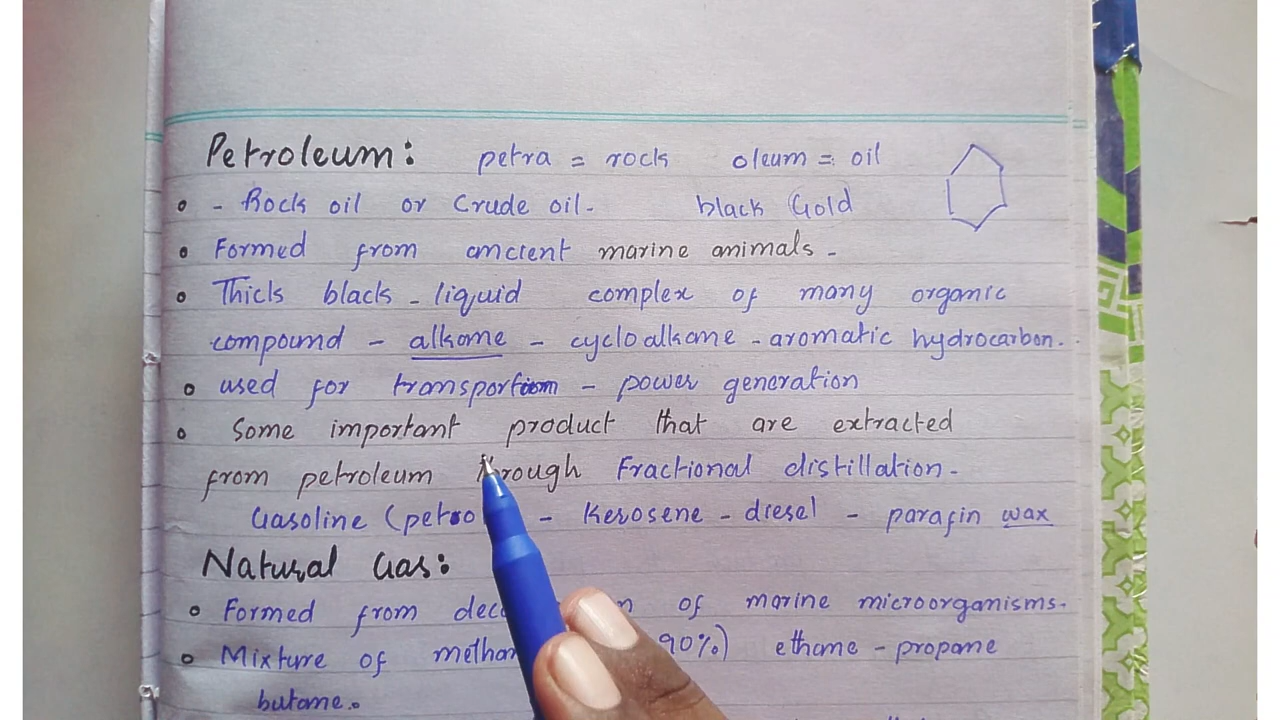 Petroleum: petra = rock oleum = oil
- Rock oil or Crude oil. black Gold
Formed from ancient marine animals.
Thick black - liquid complex of many organic
compound - alkane - cycloalkane - aromatic hydrocarbon.
used for transportion - power generation
Some important product that are extracted
from petroleum through Fractional distillation.
Gasoline (petrol - kerosene - diesel - parafin wax
Natural Gas:
Formed from of marine microorganisms.
Mixture of 90%) ethane - propane
butane.